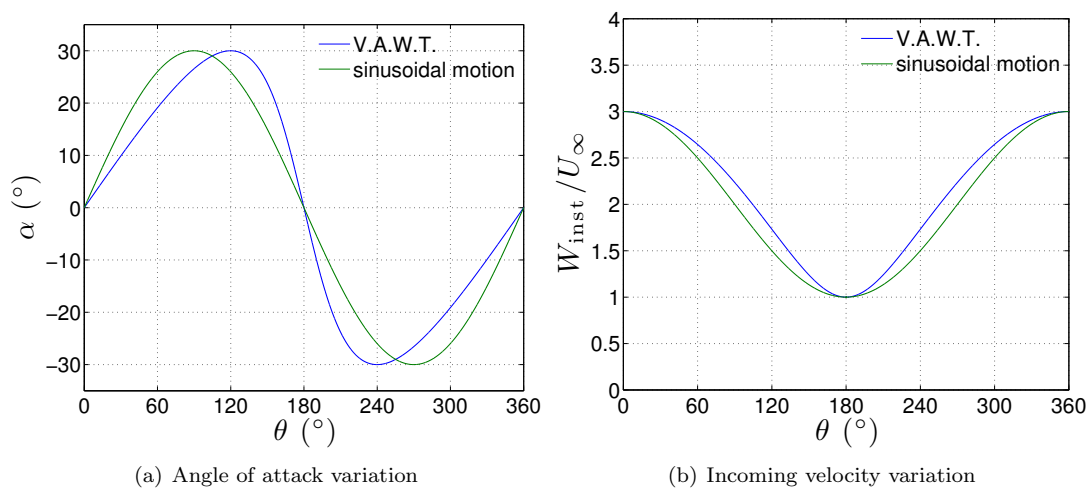 V.A.W.T.
sinusoidal motion
30
20
10
0
−10
−20
−30
α (°)
0 60 120 180 240 300 360
θ (°)
(a) Angle of attack variation
V.A.W.T.
sinusoidal motion
4
3.5
3
2.5
2
1.5
1
0.5
0
W_inst/U_∞
0 60 120 180 240 300 360
θ (°)
(b) Incoming velocity variation